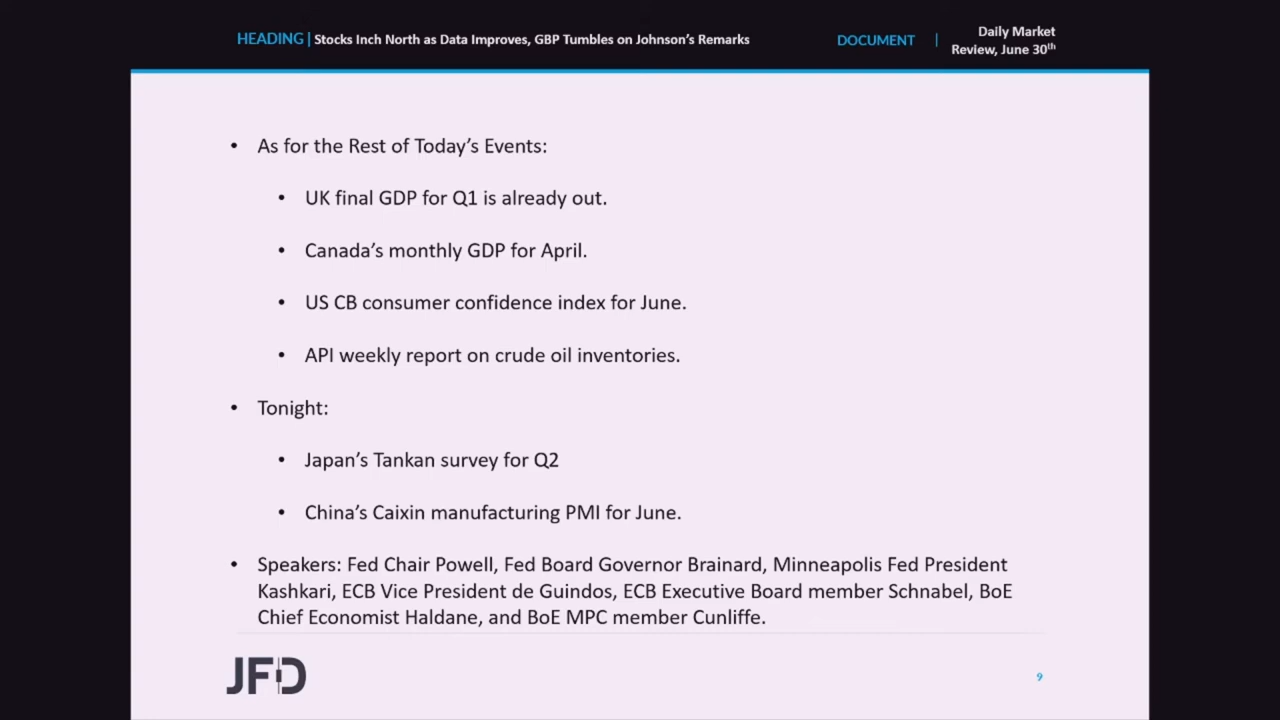 HEADING | Stocks Inch North as Data Improves, GBP Tumbles on Johnson's Remarks
DOCUMENT | Daily Market
Review, June 30th
• As for the Rest of Today's Events:
• UK final GDP for Q1 is already out.
• Canada's monthly GDP for April.
• US CB consumer confidence index for June.
• API weekly report on crude oil inventories.
• Tonight:
• Japan's Tankan survey for Q2
• China's Caixin manufacturing PMI for June.
• Speakers: Fed Chair Powell, Fed Board Governor Brainard, Minneapolis Fed President
Kashkari, ECB Vice President de Guindos, ECB Executive Board member Schnabel, BoE
Chief Economist Haldane, and BoE MPC member Cunliffe.
JFD
9